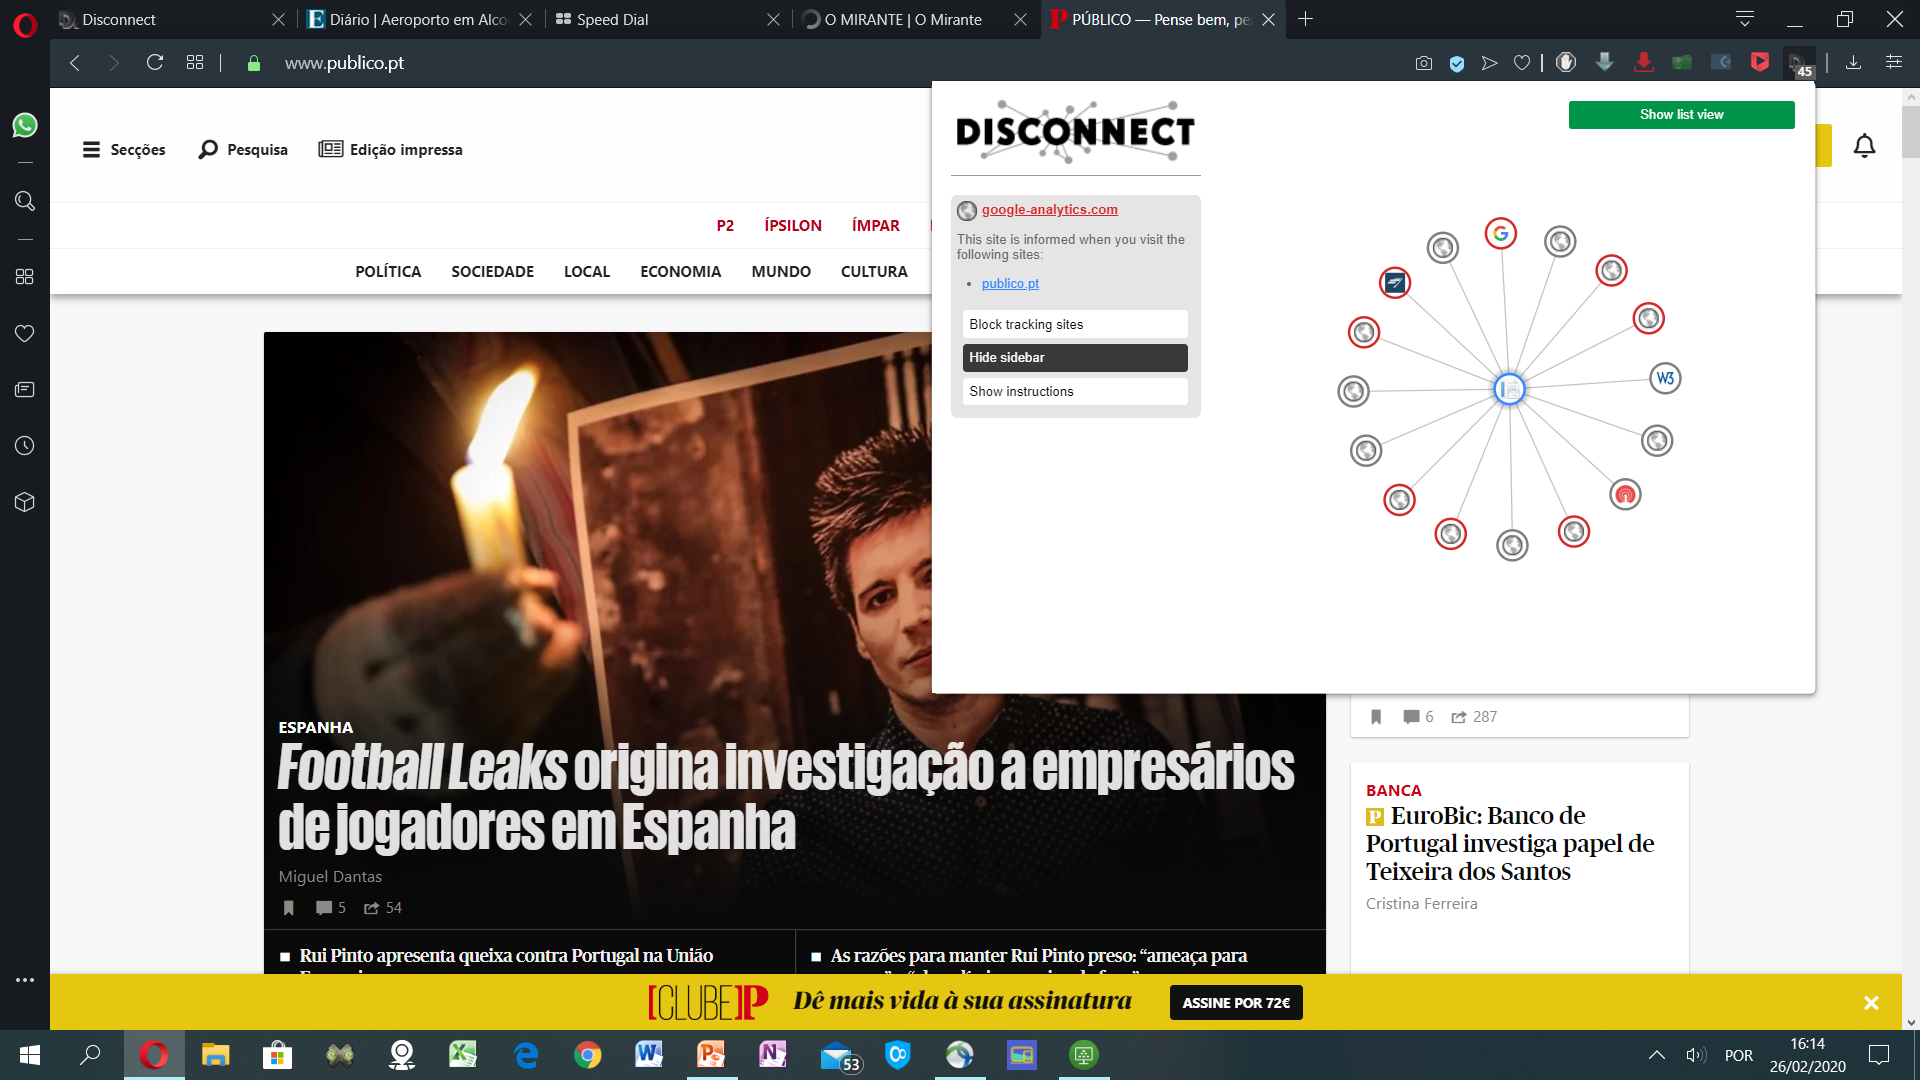 Disconnect
Diário | Aeroporto em Alco
Speed Dial
O MIRANTE | O Mirante
PÚBLICO — Pense bem, pe
www.publico.pt
45
Secções
Pesquisa
Edição impressa
P2
ÍPSILON
ÍMPAR
POLÍTICA
SOCIEDADE
LOCAL
ECONOMIA
MUNDO
CULTURA
DISCONNECT
Show list view
google-analytics.com
This site is informed when you visit the
following sites:
publico.pt
Block tracking sites
Hide sidebar
Show instructions
W3
ESPANHA
Football Leaks origina investigação a empresários
de jogadores em Espanha
Miguel Dantas
5
54
Rui Pinto apresenta queixa contra Portugal na União
As razões para manter Rui Pinto preso: “ameaça para
6
287
BANCA
P EuroBic: Banco de
Portugal investiga papel de
Teixeira dos Santos
Cristina Ferreira
[CLUBE]P
Dê mais vida à sua assinatura
ASSINE POR 72€
53
POR
16:14
26/02/2020